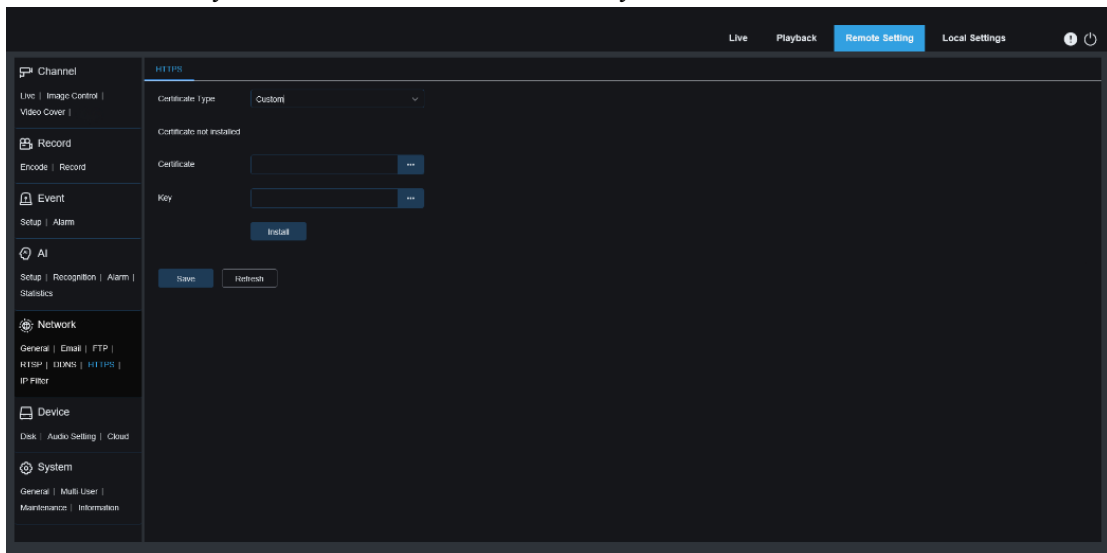 Live Playback Remote Setting Local Settings
Channel
Live | Image Control |
Video Cover |
Record
Encode | Record
Event
Setup | Alarm
AI
Setup | Recognition | Alarm |
Statistics
Network
General | Email | FTP |
RTSP | DDNS | HTTPS |
IP Filter
Device
Disk | Audio Setting | Cloud
System
General | Multi-User |
Maintenance | Information
HTTPS
Certificate Type Custom
Certificate not installed
Certificate ...
Key ...
Install
Save Refresh